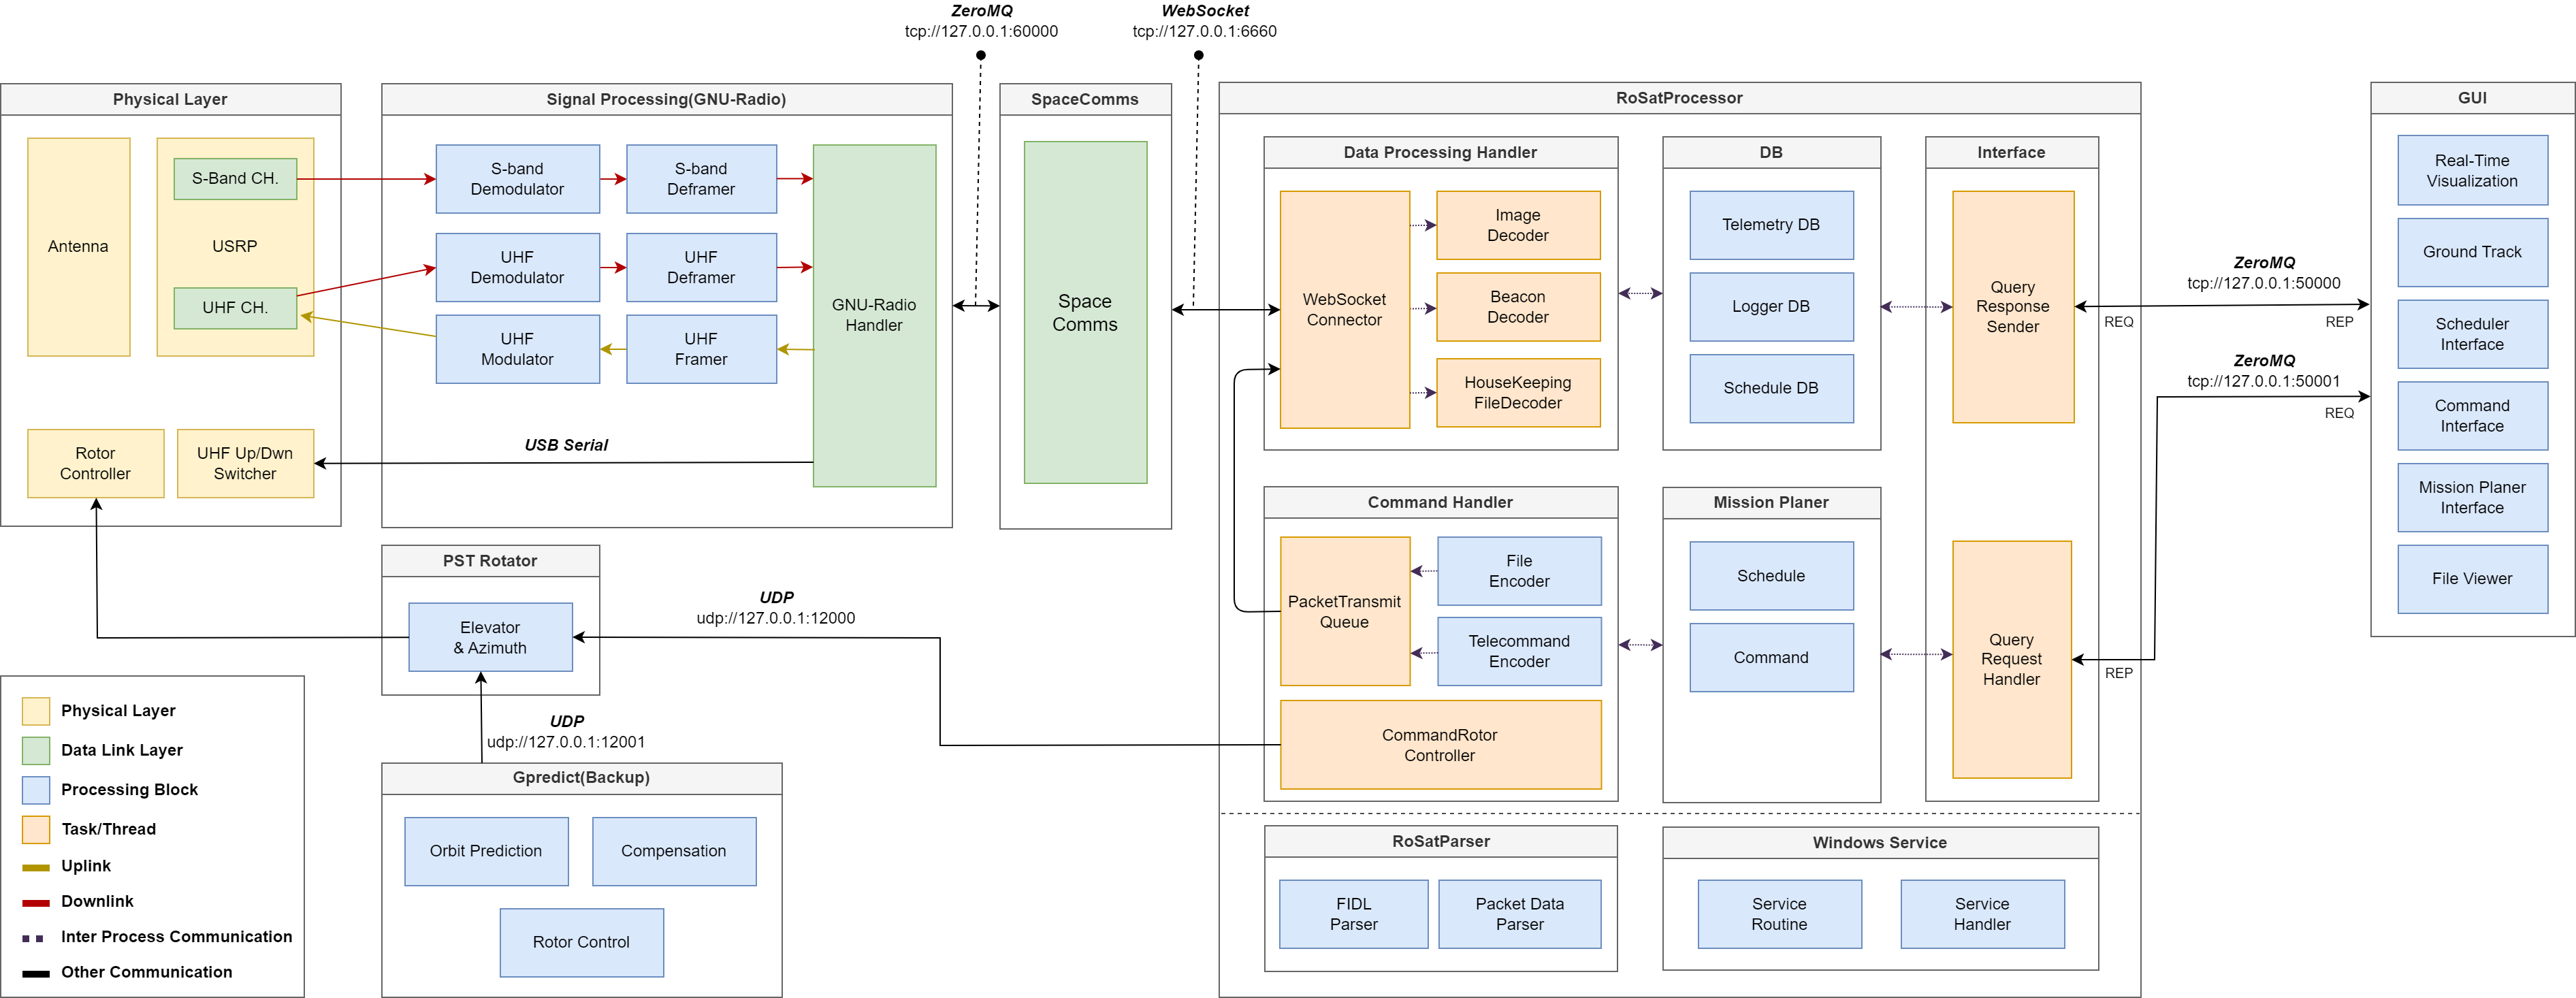 ZeroMQ
tcp://127.0.0.1:60000
WebSocket
tcp://127.0.0.1:6660
Physical Layer
Antenna
USRP
S-Band CH.
UHF CH.
Rotor
Controller
UHF Up/Dwn
Switcher
Signal Processing(GNU-Radio)
S-band
Demodulator
S-band
Deframer
UHF
Demodulator
UHF
Deframer
UHF
Modulator
UHF
Framer
GNU-Radio
Handler
USB Serial
SpaceComms
Space
Comms
RoSatProcessor
Data Processing Handler
WebSocket
Connector
Image
Decoder
Beacon
Decoder
HouseKeeping
FileDecoder
DB
Telemetry DB
Logger DB
Schedule DB
Interface
Query
Response
Sender
Query
Request
Handler
Command Handler
PacketTransmit
Queue
File
Encoder
Telecommand
Encoder
CommandRotor
Controller
Mission Planer
Schedule
Command
RoSatParser
FIDL
Parser
Packet Data
Parser
Windows Service
Service
Routine
Service
Handler
ZeroMQ
tcp://127.0.0.1:50000
REQ
REP
ZeroMQ
tcp://127.0.0.1:50001
REQ
REP
GUI
Real-Time
Visualization
Ground Track
Scheduler
Interface
Command
Interface
Mission Planer
Interface
File Viewer
PST Rotator
Elevator
& Azimuth
UDP
udp://127.0.0.1:12000
UDP
udp://127.0.0.1:12001
Gpredict(Backup)
Orbit Prediction
Compensation
Rotor Control
Physical Layer
Data Link Layer
Processing Block
Task/Thread
Uplink
Downlink
Inter Process Communication
Other Communication